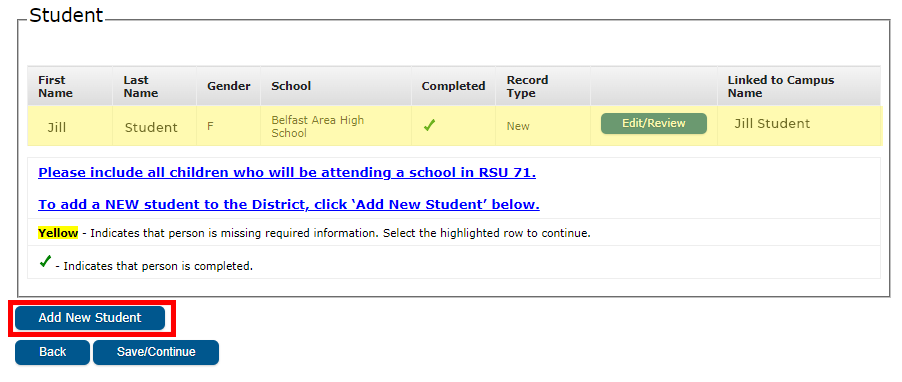 Student
First Name Last Name Gender School Completed Record Type Linked to Campus Name
Jill Student F Belfast Area High School New Edit/Review Jill Student
Please include all children who will be attending a school in RSU 71.
To add a NEW student to the District, click ‘Add New Student’ below.
Yellow - Indicates that person is missing required information. Select the highlighted row to continue.
- Indicates that person is completed.
Add New Student
Back Save/Continue